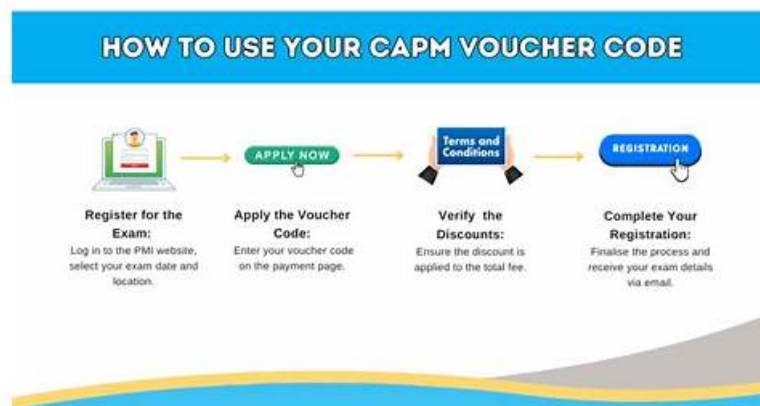 HOW TO USE YOUR CAPM VOUCHER CODE
APPLY NOW
Terms and
Conditions
REGISTRATION
Register for the
Exam:
Log in to the PMI website,
select your exam date and
location.
Apply the Voucher
Code:
Enter your voucher code
on the payment page.
Verify the
Discounts:
Ensure the discount is
applied to the total fee.
Complete Your
Registration:
Finalise the process and
receive your exam details
via email.